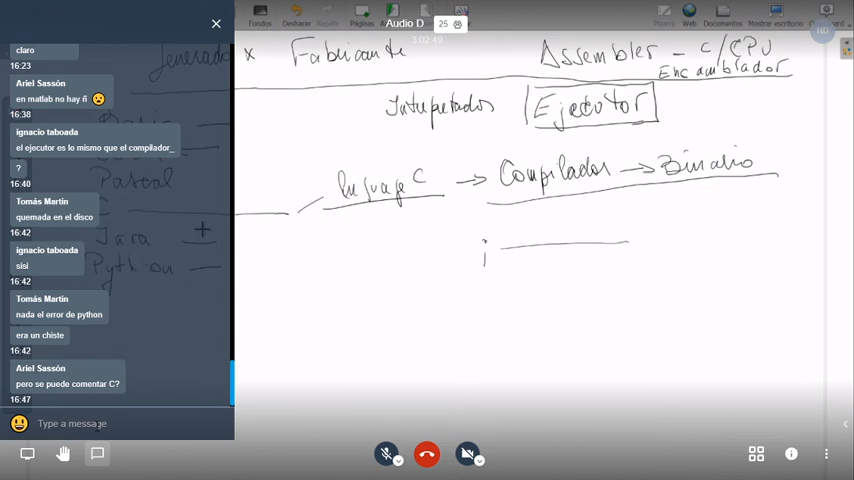 Fondos
Deshacer
Pizarra
Web
Documentos
Mostrar escritorio
Audio D
25
3:02:49
HD
claro
16:23
Ariel Sassón
en matlab no hay ñ ☹️
16:38
ignacio taboada
el ejecutor es lo mismo que el compilador_
?
16:40
Tomás Martín
quemada en el disco
16:42
ignacio taboada
sisi
16:42
Tomás Martín
nada el error de python
era un chiste
16:42
Ariel Sassón
pero se puede comentar C?
16:47
Type a message
x Fabricante
Assembler - C/CPU
Encamblador
Intrepretados
Ejecutor
lenguaje C → Compilador → Binario
Pascal
Java +
Python